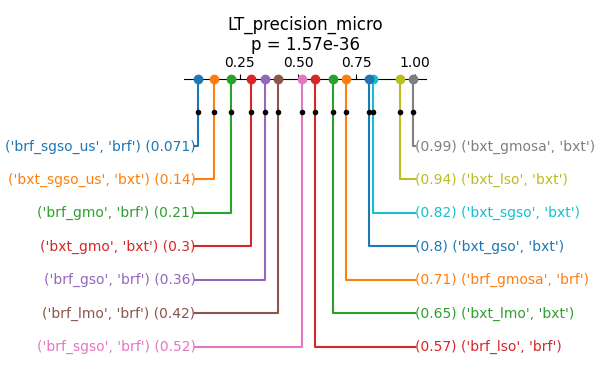 LT_precision_micro
p = 1.57e-36
0.25 0.50 0.75 1.00
('brf_sgso_us', 'brf') (0.071) (0.99) ('bxt_gmosa', 'bxt')
('bxt_sgso_us', 'bxt') (0.14) (0.94) ('bxt_lso', 'bxt')
('brf_gmo', 'brf') (0.21) (0.82) ('bxt_sgso', 'bxt')
('bxt_gmo', 'bxt') (0.3) (0.8) ('bxt_gso', 'bxt')
('brf_gso', 'brf') (0.36) (0.71) ('brf_gmosa', 'brf')
('brf_lmo', 'brf') (0.42) (0.65) ('bxt_lmo', 'bxt')
('brf_sgso', 'brf') (0.52) (0.57) ('brf_lso', 'brf')